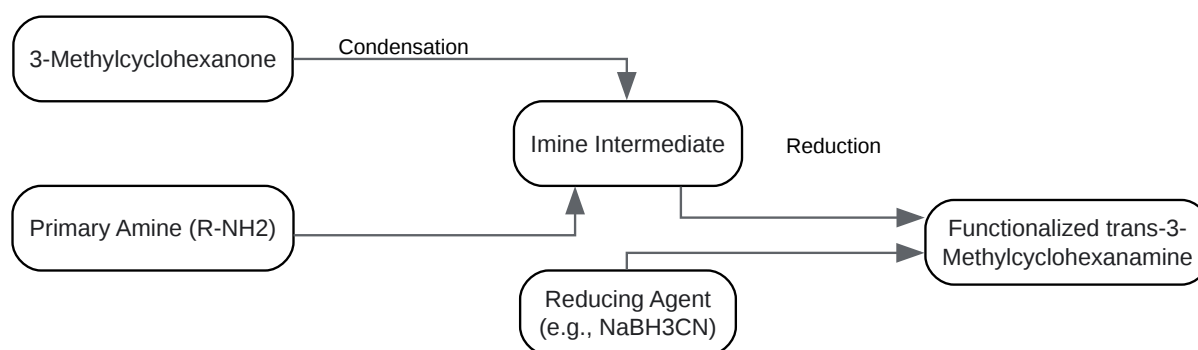 3-Methylcyclohexanone
Condensation
Imine Intermediate
Reduction
Primary Amine (R-NH2)
Functionalized trans-3-
Methylcyclohexanamine
Reducing Agent
(e.g., NaBH3CN)